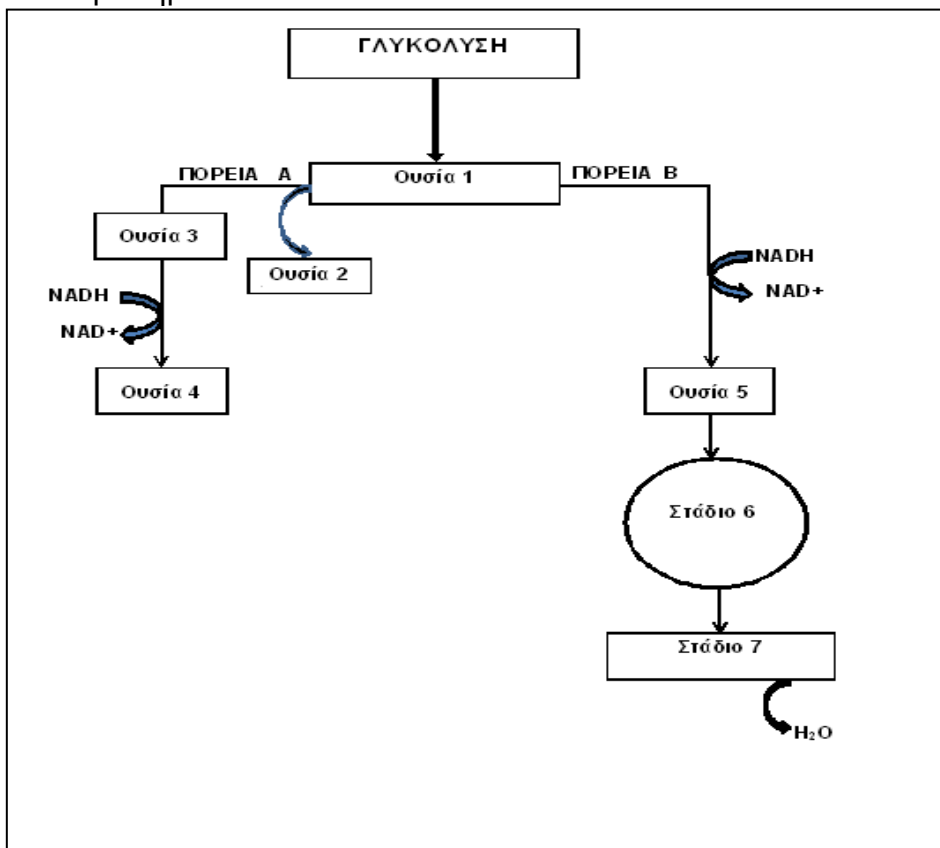 ΓΛΥΚΟΛΥΣΗ
ΠΟΡΕΙΑ Α
Ουσία 1
ΠΟΡΕΙΑ Β
Ουσία 3
Ουσία 2
NADH
NAD+
NADH
NAD+
Ουσία 4
Ουσία 5
Στάδιο 6
Στάδιο 7
H₂O